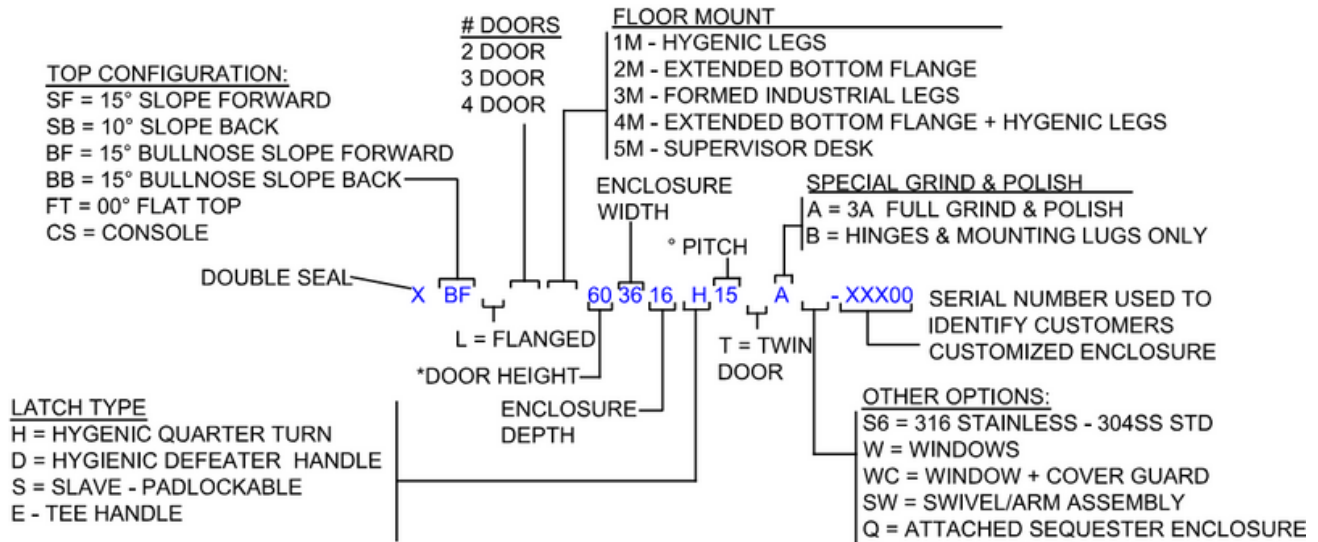 # DOORS
2 DOOR
3 DOOR
4 DOOR
FLOOR MOUNT
1M - HYGENIC LEGS
2M - EXTENDED BOTTOM FLANGE
3M - FORMED INDUSTRIAL LEGS
4M - EXTENDED BOTTOM FLANGE + HYGENIC LEGS
5M - SUPERVISOR DESK
TOP CONFIGURATION:
SF = 15° SLOPE FORWARD
SB = 10° SLOPE BACK
BF = 15° BULLNOSE SLOPE FORWARD
BB = 15° BULLNOSE SLOPE BACK
FT = 00° FLAT TOP
CS = CONSOLE
ENCLOSURE
WIDTH
SPECIAL GRIND & POLISH
A = 3A FULL GRIND & POLISH
B = HINGES & MOUNTING LUGS ONLY
° PITCH
DOUBLE SEAL
X BF 60 36 16 H 15 A - XXX00
SERIAL NUMBER USED TO
IDENTIFY CUSTOMERS
CUSTOMIZED ENCLOSURE
L = FLANGED
T = TWIN
DOOR
*DOOR HEIGHT
ENCLOSURE
DEPTH
LATCH TYPE
H = HYGENIC QUARTER TURN
D = HYGIENIC DEFEATER HANDLE
S = SLAVE - PADLOCKABLE
E - TEE HANDLE
OTHER OPTIONS:
S6 = 316 STAINLESS - 304SS STD
W = WINDOWS
WC = WINDOW + COVER GUARD
SW = SWIVEL/ARM ASSEMBLY
Q = ATTACHED SEQUESTER ENCLOSURE